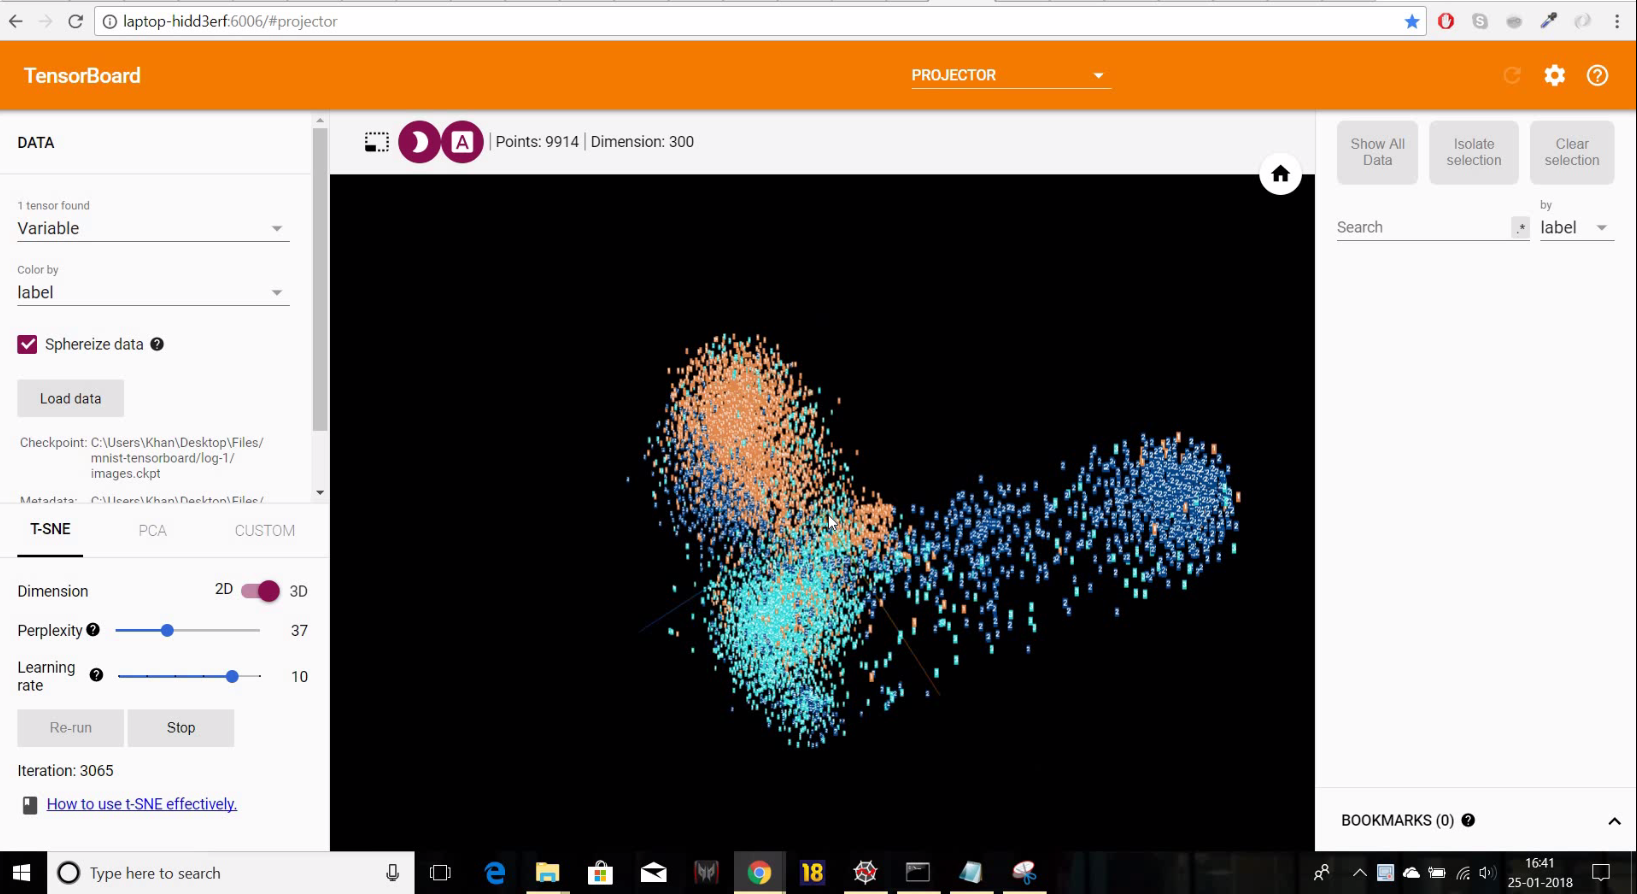 laptop-hidd3erf:6006/#projector
TensorBoard
PROJECTOR
DATA
1 tensor found
Variable
Color by
label
Sphereize data
Load data
Checkpoint: C:\Users\Khan\Desktop\Files/
mnist-tensorboard/log-1/
images.ckpt
Metadata: C:\Users\Khan\Desktop\Files/
T-SNE PCA CUSTOM
Dimension 2D 3D
Perplexity 37
Learning
rate 10
Re-run Stop
Iteration: 3065
How to use t-SNE effectively.
A Points: 9914 Dimension: 300
Show All
Data
Isolate
selection
Clear
selection
Search .* by
label
BOOKMARKS (0)
Type here to search
18
16:41
25-01-2018